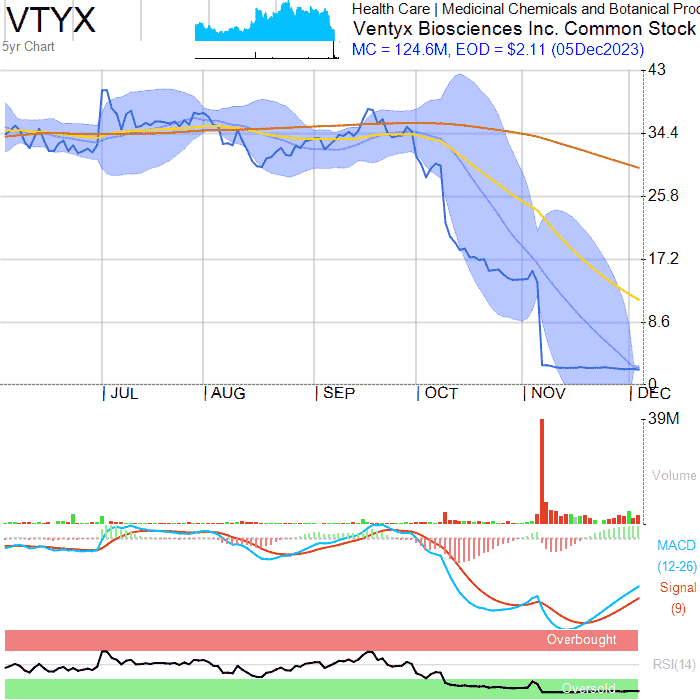 VTYX
5yr Chart
Health Care | Medicinal Chemicals and Botanical Proc
Ventyx Biosciences Inc. Common Stock
MC = 124.6M, EOD = $2.11 (05Dec2023)
43
34.4
25.8
17.2
8.6
0
JUL
AUG
SEP
OCT
NOV
DEC
39M
Volume
MACD
(12-26)
Signal
(9)
Overbought
RSI(14)
Oversold